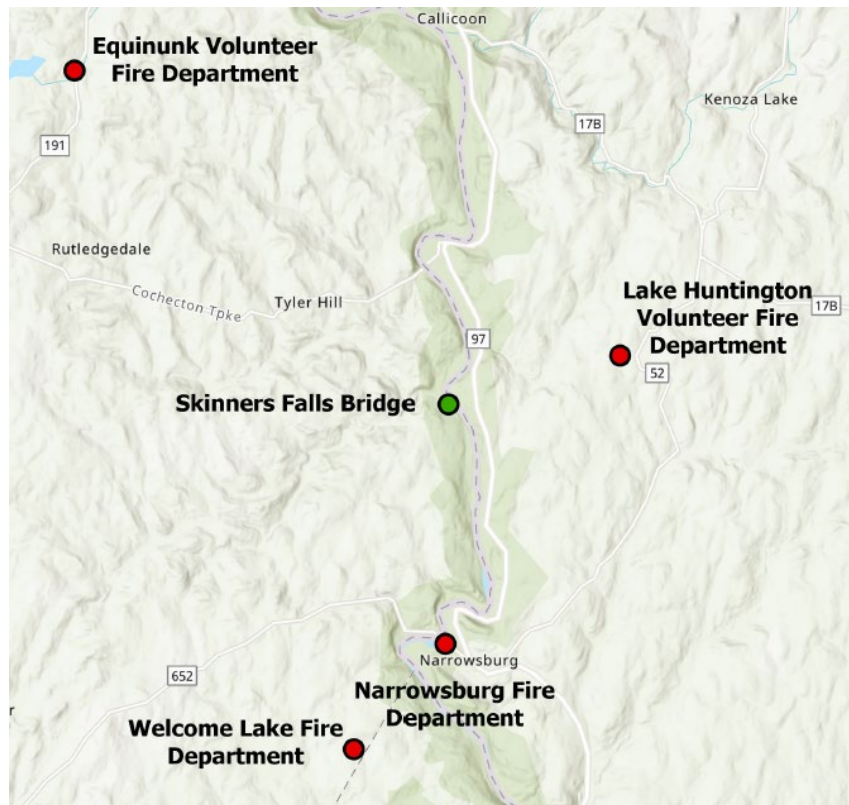 Callicoon
Equinunk Volunteer
Fire Department
Kenoza Lake
17B
191
Rutledgedale
Cochecton Tpke
Tyler Hill
Lake Huntington
Volunteer Fire
Department
17B
97
52
Skinners Falls Bridge
652
Narrowsburg
Narrowsburg Fire
Department
r
Welcome Lake Fire
Department